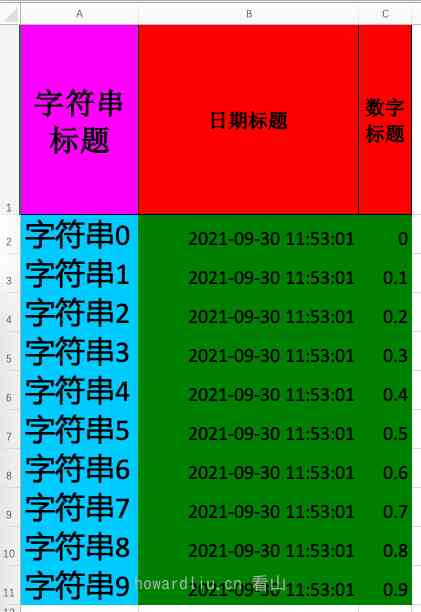 A B C
字符串
标题
日期标题
数字
标题
1
2 字符串0 2021-09-30 11:53:01 0
3 字符串1 2021-09-30 11:53:01 0.1
4 字符串2 2021-09-30 11:53:01 0.2
5 字符串3 2021-09-30 11:53:01 0.3
6 字符串4 2021-09-30 11:53:01 0.4
7 字符串5 2021-09-30 11:53:01 0.5
8 字符串6 2021-09-30 11:53:01 0.6
9 字符串7 2021-09-30 11:53:01 0.7
10 字符串8 2021-09-30 11:53:01 0.8
11 字符串9 2021-09-30 11:53:01 0.9
howardliu.cn 看山